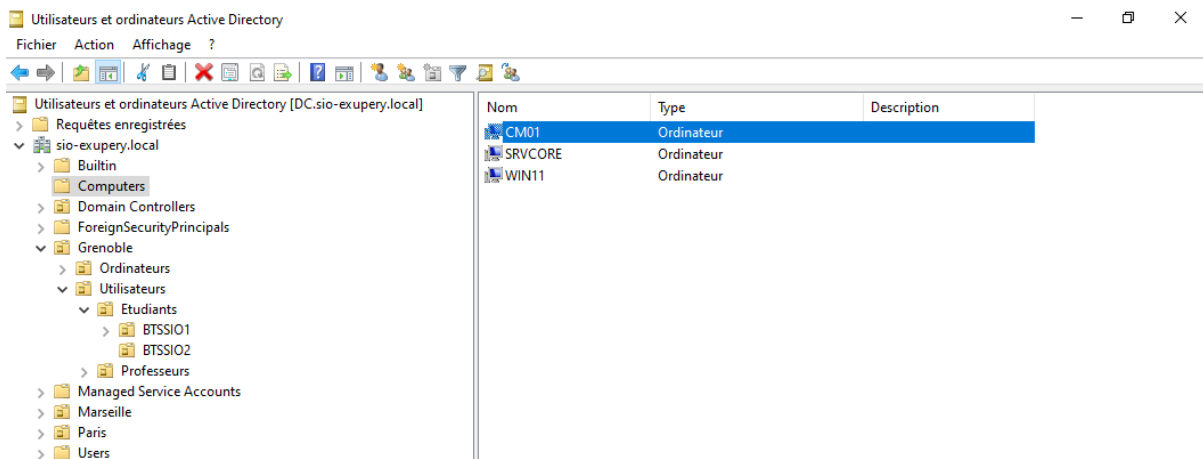 Utilisateurs et ordinateurs Active Directory
Fichier Action Affichage ?
Utilisateurs et ordinateurs Active Directory [DC.sio-exupery.local]
Requêtes enregistrées
sio-exupery.local
Builtin
Computers
Domain Controllers
ForeignSecurityPrincipals
Grenoble
Ordinateurs
Utilisateurs
Etudiants
BTSSIO1
BTSSIO2
Professeurs
Managed Service Accounts
Marseille
Paris
Users
Nom Type Description
CM01 Ordinateur
SRVCORE Ordinateur
WIN11 Ordinateur